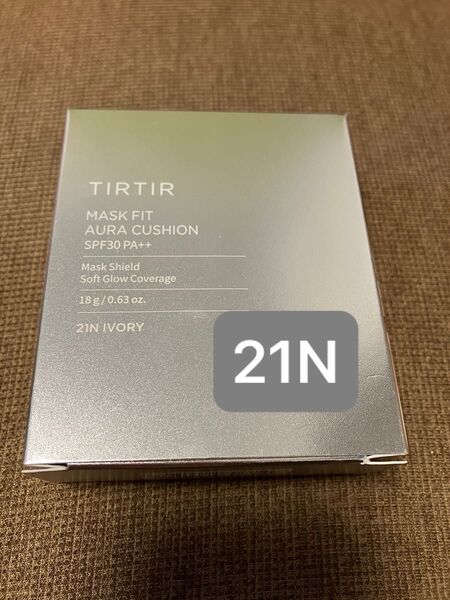 TIRTIR
MASK FIT
AURA CUSHION
SPF30 PA++
Mask Shield
Soft Glow Coverage
18 g / 0.63 oz.
21N IVORY
21N